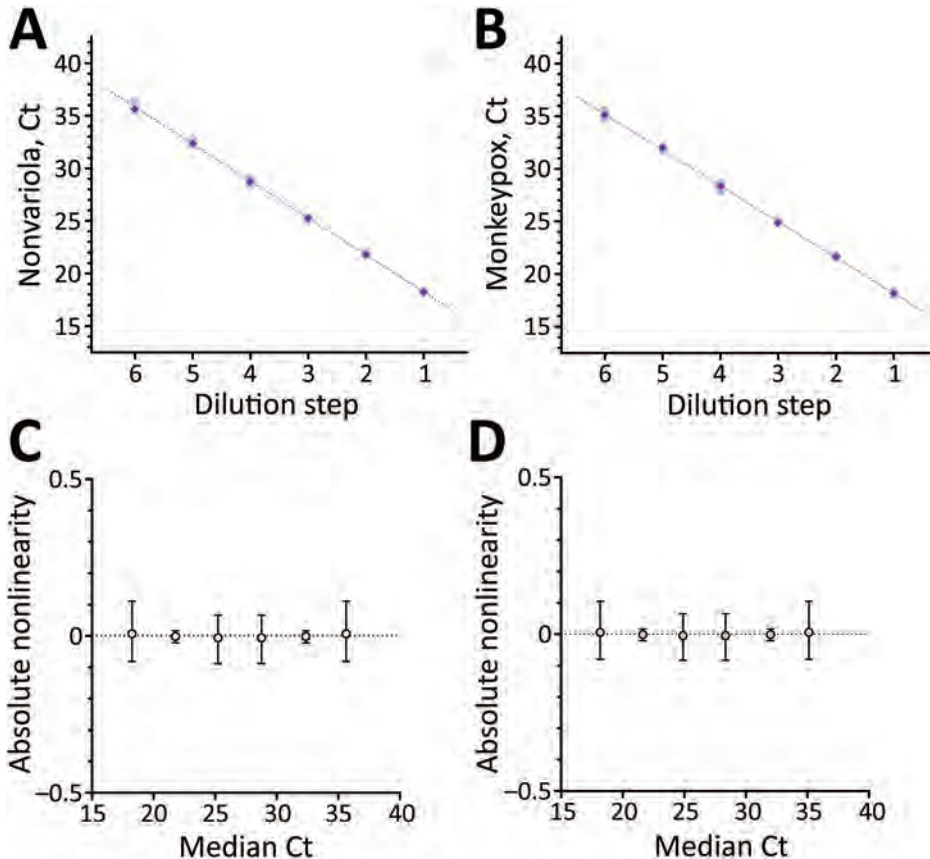 A
Nonvariola, Ct
40
35
30
25
20
15
6 5 4 3 2 1
Dilution step
B
Monkeypox, Ct
40
35
30
25
20
15
6 5 4 3 2 1
Dilution step
C
Absolute nonlinearity
0.5
0
−0.5
15 20 25 30 35 40
Median Ct
D
Absolute nonlinearity
0.5
0
−0.5
15 20 25 30 35 40
Median Ct